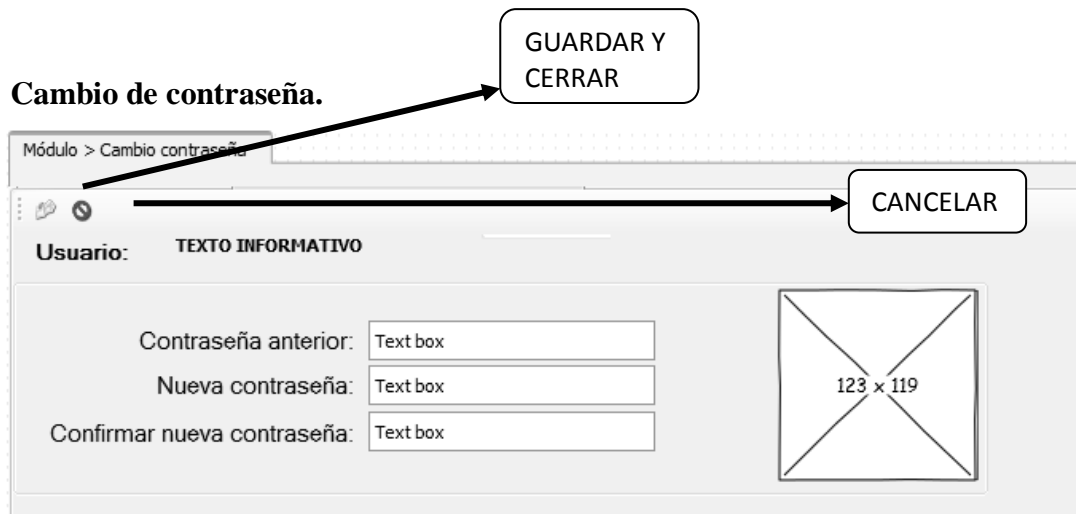 GUARDAR Y
CERRAR
Cambio de contraseña.
Módulo > Cambio contraseña
CANCELAR
Usuario: TEXTO INFORMATIVO
Contraseña anterior: Text box
Nueva contraseña: Text box
123 x 119
Confirmar nueva contraseña: Text box